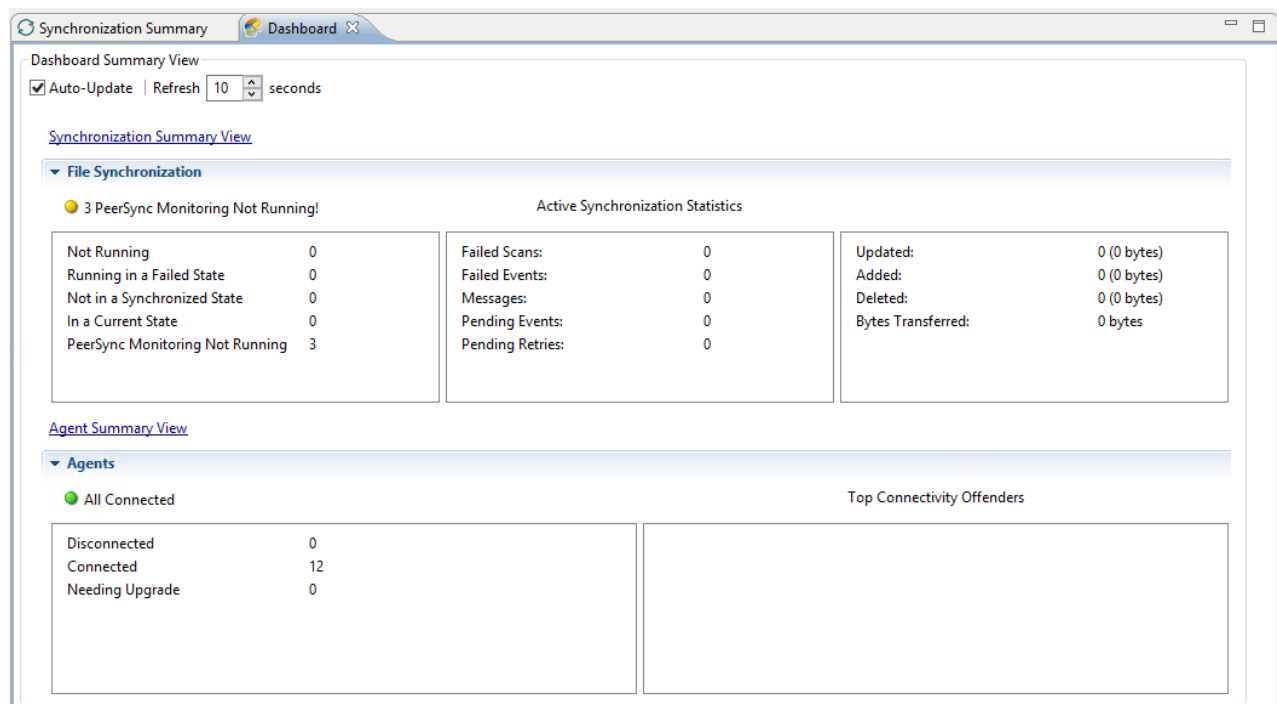 Synchronization Summary Dashboard
Dashboard Summary View
Auto-Update | Refresh 10 seconds
Synchronization Summary View
File Synchronization
3 PeerSync Monitoring Not Running! Active Synchronization Statistics
Not Running 0 Failed Scans: 0 Updated: 0 (0 bytes)
Running in a Failed State 0 Failed Events: 0 Added: 0 (0 bytes)
Not in a Synchronized State 0 Messages: 0 Deleted: 0 (0 bytes)
In a Current State 0 Pending Events: 0 Bytes Transferred: 0 bytes
PeerSync Monitoring Not Running 3 Pending Retries: 0
Agent Summary View
Agents
All Connected Top Connectivity Offenders
Disconnected 0
Connected 12
Needing Upgrade 0